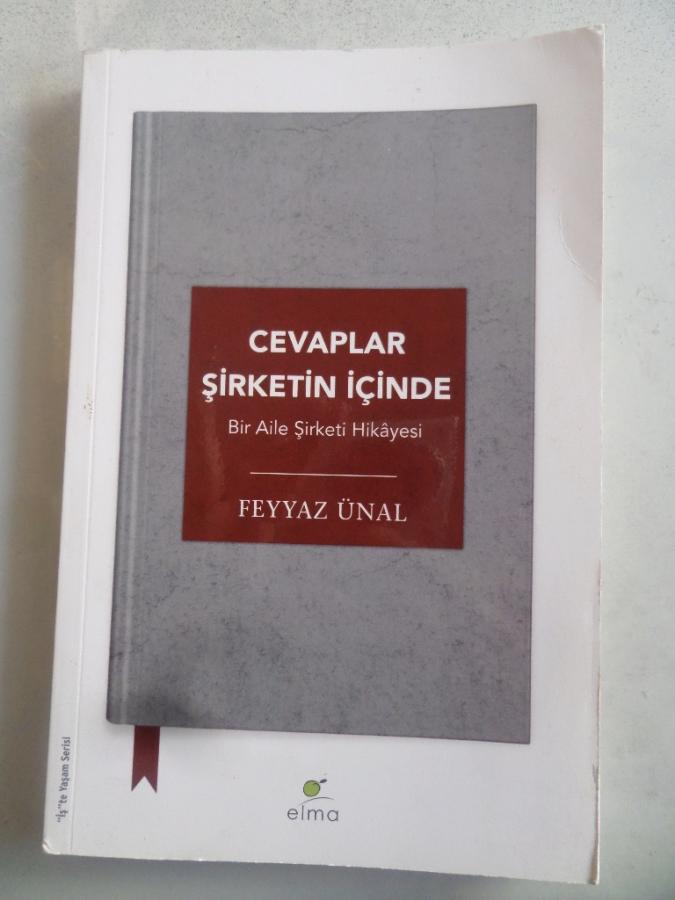 CEVAPLAR
ŞİRKETİN İÇİNDE
Bir Aile Şirketi Hikâyesi
FEYYAZ ÜNAL
"İş"te Yaşam Serisi
elma